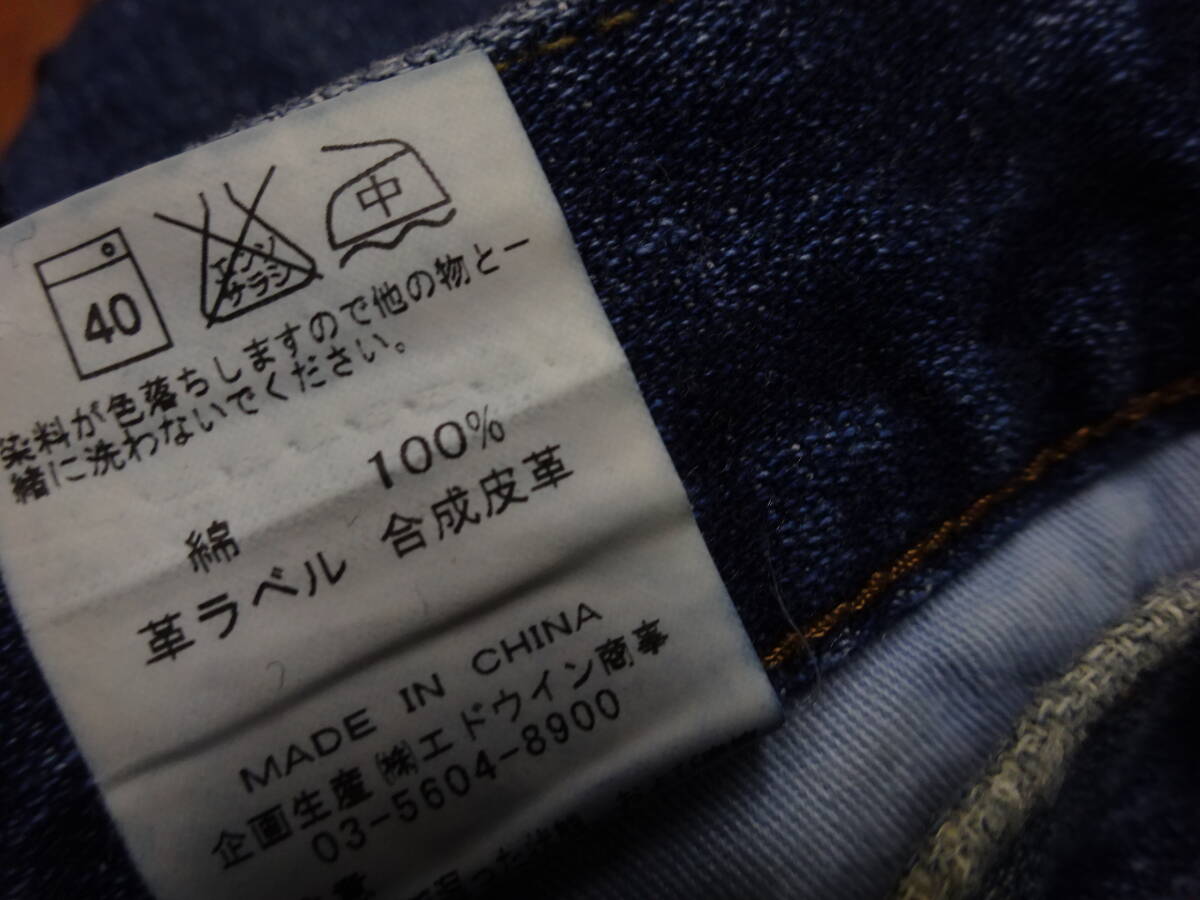 40
エンソ
サラシ
中
染料が色落ちしますので他の物と一
緒に洗わないでください。
綿 100%
革ラベル 合成皮革
MADE IN CHINA
企画生産 ㈱エドウイン商事
03-5604-8900